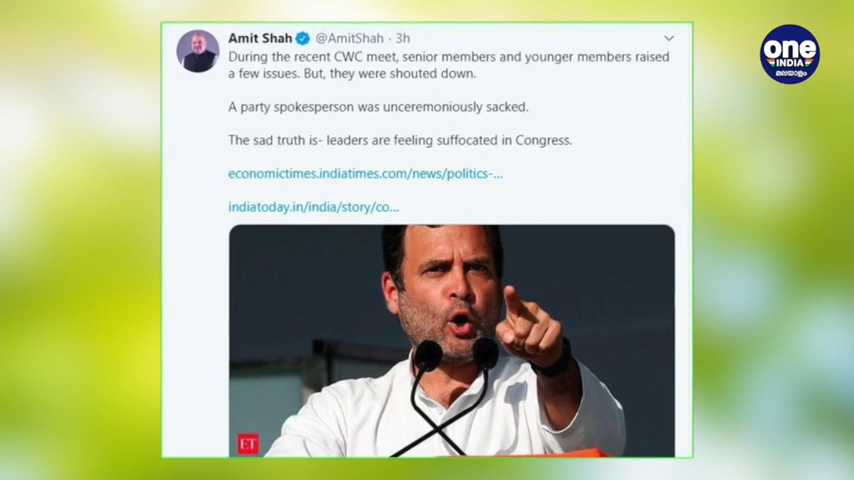 Amit Shah @AmitShah · 3h
During the recent CWC meet, senior members and younger members raised
a few issues. But, they were shouted down.
A party spokesperson was unceremoniously sacked.
The sad truth is- leaders are feeling suffocated in Congress.
economictimes.indiatimes.com/news/politics-...
indiatoday.in/india/story/co...
ET
one
INDIA
മലയാളം